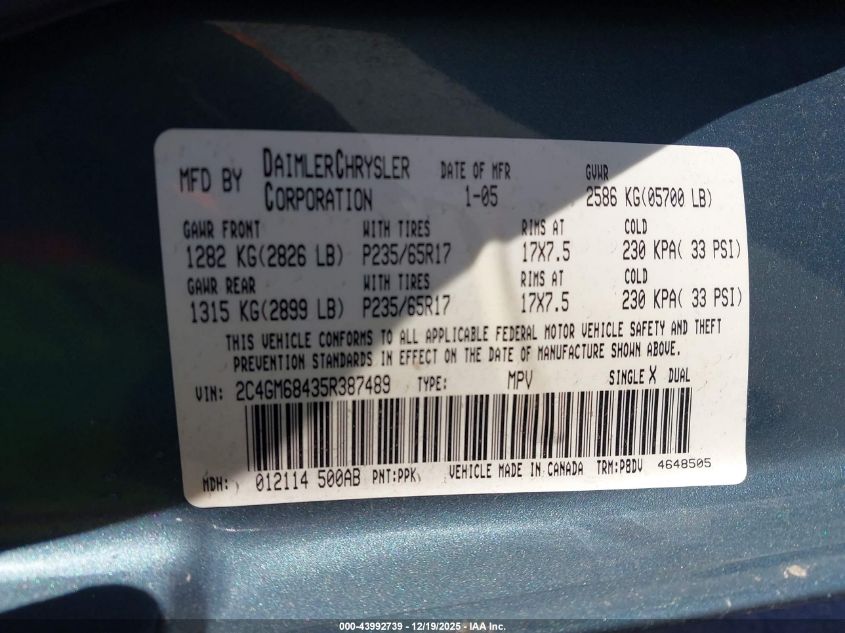 MFD BY DAIMLERCHRYSLER CORPORATION DATE OF MFR 1-05 GVWR 2586 KG(05700 LB)
GAWR FRONT WITH TIRES RIMS AT COLD
1282 KG(2826 LB) P235/65R17 17X7.5 230 KPA( 33 PSI)
GAWR REAR WITH TIRES RIMS AT COLD
1315 KG(2899 LB) P235/65R17 17X7.5 230 KPA( 33 PSI)
THIS VEHICLE CONFORMS TO ALL APPLICABLE FEDERAL MOTOR VEHICLE SAFETY AND THEFT
PREVENTION STANDARDS IN EFFECT ON THE DATE OF MANUFACTURE SHOWN ABOVE.
VIN: 2C4GM68435R387489 TYPE: MPV SINGLE X DUAL
MDH: 012114 500AB PNT:PPK VEHICLE MADE IN CANADA TRM:P8DV 4648505
000-43992739 - 12/19/2025 - IAA Inc.